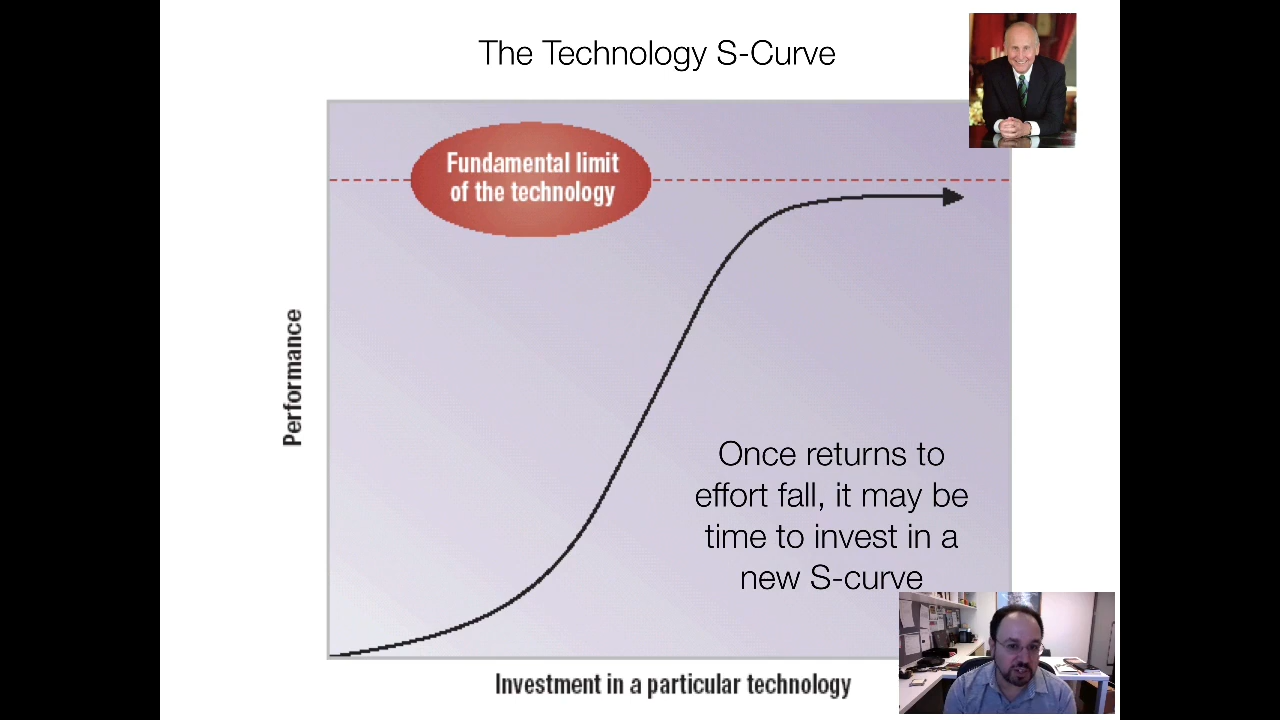 The Technology S-Curve
Fundamental limit
of the technology
Performance
Once returns to
effort fall, it may be
time to invest in a
new S-curve
Investment in a particular technology